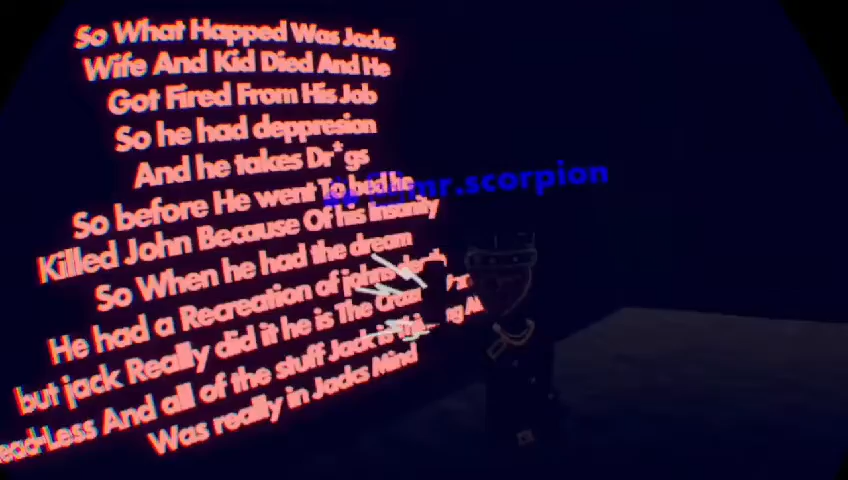 So What Happed Was Jacks
Wife And Kid Died And He
Got Fired From His Job
So he had deppresion
And he takes Dr*gs
So before He went To bed he
mr.scorpion
Killed John Because Of his Insanity
So When he had the dream
He had a Recreation of johns death
but jack Really did it he is The
Less And all of the stuff Jack is
Was really in Jacks Mind